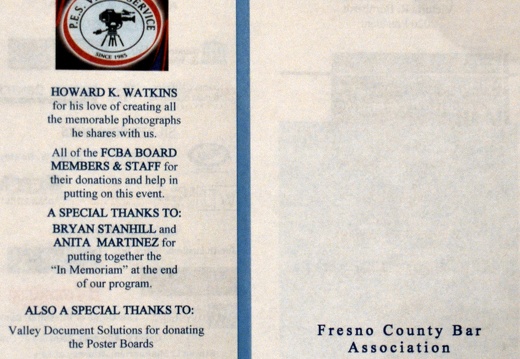 P.E.S. V SERVICE
SINCE 1985
HOWARD K. WATKINS
for his love of creating all
the memorable photographs
he shares with us.
All of the FCBA BOARD
MEMBERS & STAFF for
their donations and help in
putting on this event.
A SPECIAL THANKS TO:
BRYAN STANHILL and
ANITA MARTINEZ for
putting together the
“In Memoriam” at the end
of our program.
ALSO A SPECIAL THANKS TO:
Valley Document Solutions for donating
the Poster Boards
Fresno County Bar
Association